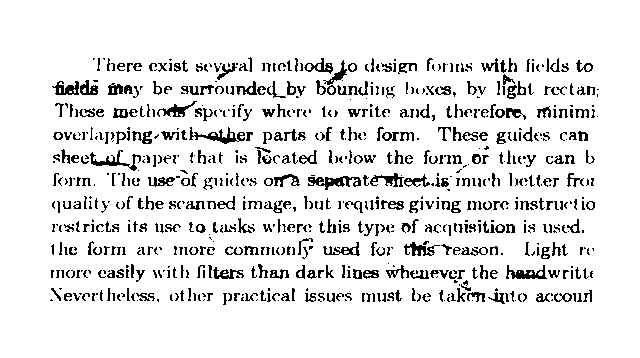 There exist several methods to design forms with fields to
fields may be surrounded by bounding boxes, by light rectan
These methods specify where to write and, therefore, minimi
overlapping with other parts of the form. These guides can
sheet of paper that is located below the form or they can b
form. The use of guides on a separate sheet is much better from
quality of the scanned image, but requires giving more instructio
restricts its use to tasks where this type of acquisition is used.
the form are more commonly used for this reason. Light re
more easily with filters than dark lines whenever the handwritte
Nevertheless, other practical issues must be taken into account